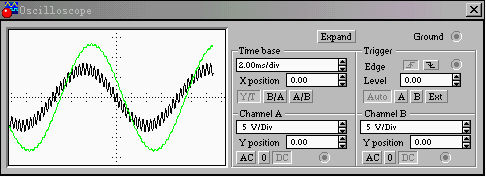 Oscilloscope
Expand
Ground
Time base
2.00ms/div
X position 0.00
Y/T B/A A/B
Trigger
Edge
Level 0.00
Auto A B Ext
Channel A
5 V/Div
Y position 0.00
AC 0 DC
Channel B
5 V/Div
Y position 0.00
AC 0 DC